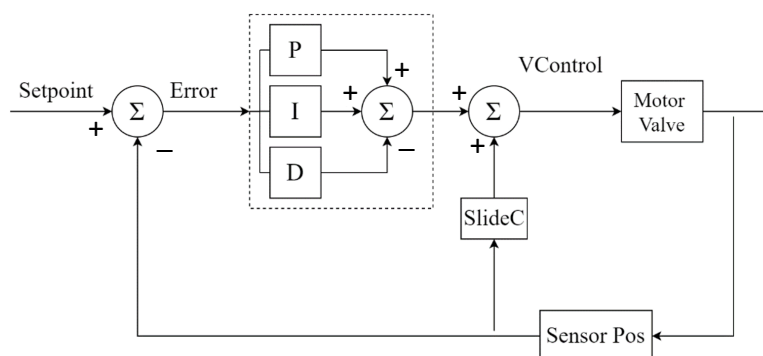 Setpoint
+
Σ
−
Error
P
I
D
+
+
Σ
−
+
Σ
+
VControl
Motor
Valve
SlideC
Sensor Pos